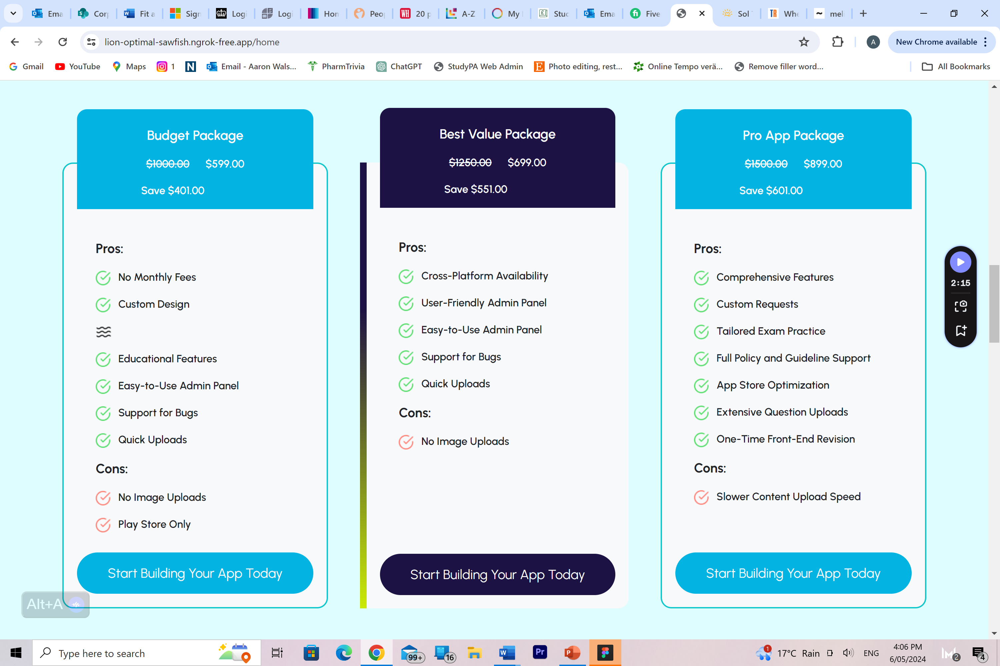 Ema
Cor
Fit a
Sign
Logi
Logi
Hon
Peop
WH
20 p
A-Z
My
Stuc
Ema
Five
Sol
TR
Whe
mel
lion-optimal-sawfish.ngrok-free.app/home
A
New Chrome available
Gmail
YouTube
Maps
1
N
Email - Aaron Wals...
PharmTrivia
ChatGPT
StudyPA Web Admin
E
Photo editing, rest...
Online Tempo verä...
Remove filler word...
All Bookmarks
Budget Package
$1000.00 $599.00
Save $401.00
Pros:
No Monthly Fees
Custom Design
Educational Features
Easy-to-Use Admin Panel
Support for Bugs
Quick Uploads
Cons:
No Image Uploads
Play Store Only
Start Building Your App Today
Best Value Package
$1250.00 $699.00
Save $551.00
Pros:
Cross-Platform Availability
User-Friendly Admin Panel
Easy-to-Use Admin Panel
Support for Bugs
Quick Uploads
Cons:
No Image Uploads
Start Building Your App Today
Pro App Package
$1500.00 $899.00
Save $601.00
Pros:
Comprehensive Features
Custom Requests
Tailored Exam Practice
Full Policy and Guideline Support
App Store Optimization
Extensive Question Uploads
One-Time Front-End Revision
Cons:
Slower Content Upload Speed
Start Building Your App Today
2:15
Alt+A
Type here to search
99+
16
W
Pr
P
1
17°C Rain
ENG
4:06 PM
6/05/2024
2
4